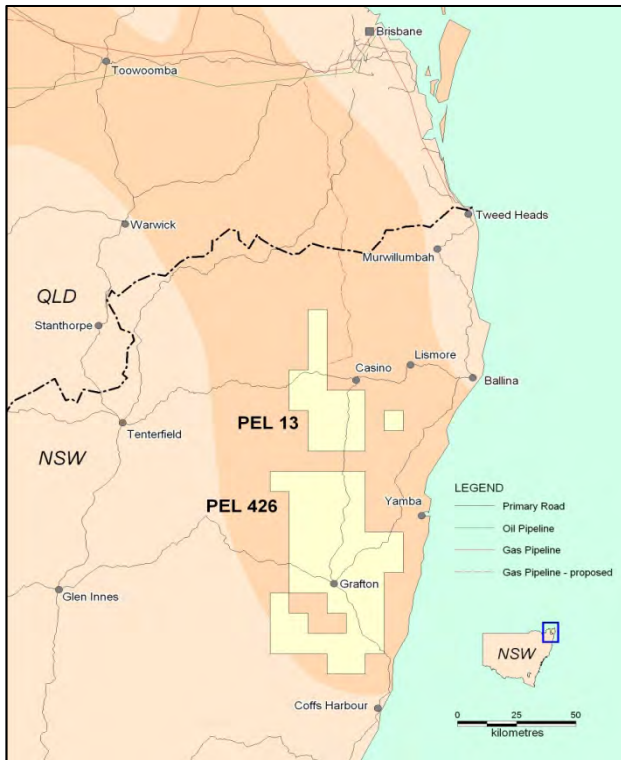 Brisbane
Toowoomba
Warwick
Tweed Heads
Murwillumbah
QLD
Stanthorpe
Lismore
Casino
Ballina
PEL 13
Tenterfield
NSW
PEL 426
Yamba
LEGEND
Primary Road
Oil Pipeline
Gas Pipeline
Gas Pipeline - proposed
Grafton
Glen Innes
NSW
Coffs Harbour
0 25 50
kilometres